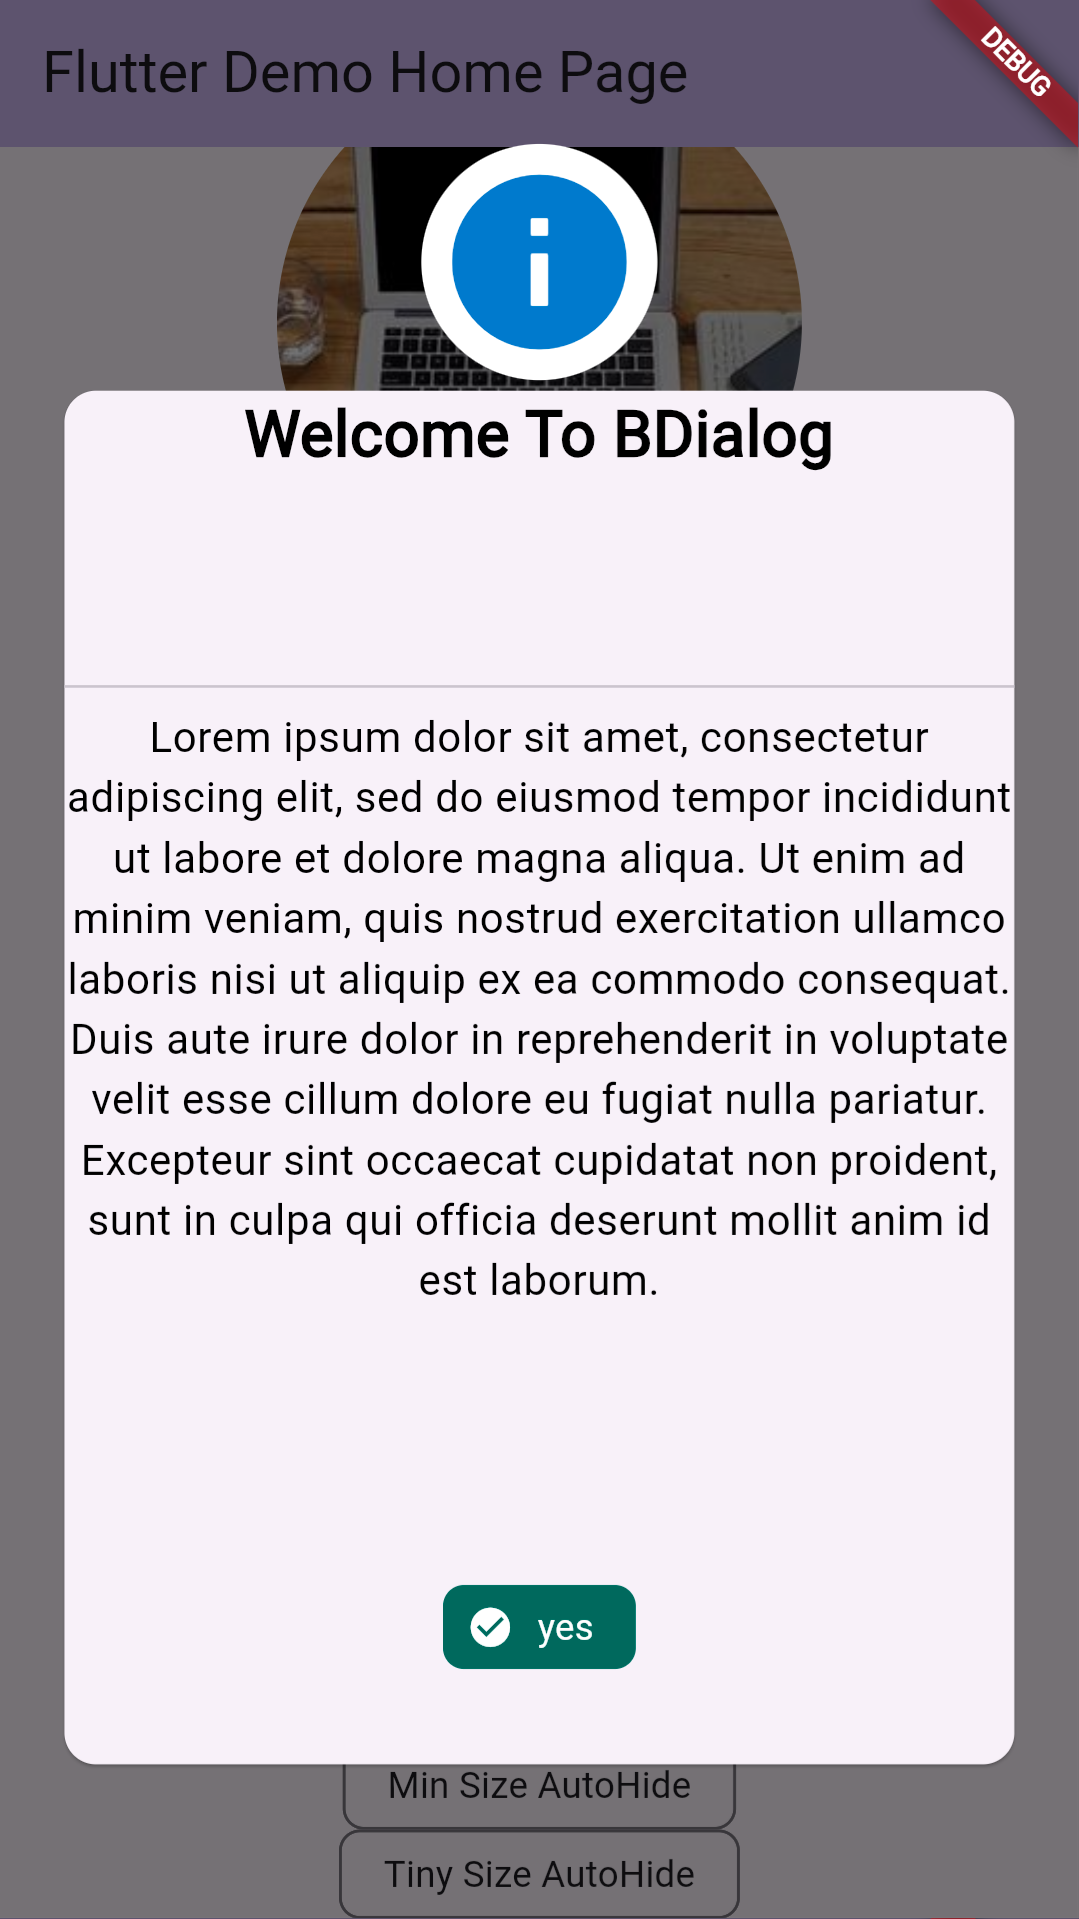 Flutter Demo Home Page
DEBUG
Welcome To BDialog
Lorem ipsum dolor sit amet, consectetur
adipiscing elit, sed do eiusmod tempor incididunt
ut labore et dolore magna aliqua. Ut enim ad
minim veniam, quis nostrud exercitation ullamco
laboris nisi ut aliquip ex ea commodo consequat.
Duis aute irure dolor in reprehenderit in voluptate
velit esse cillum dolore eu fugiat nulla pariatur.
Excepteur sint occaecat cupidatat non proident,
sunt in culpa qui officia deserunt mollit anim id
est laborum.
yes
Min Size AutoHide
Tiny Size AutoHide